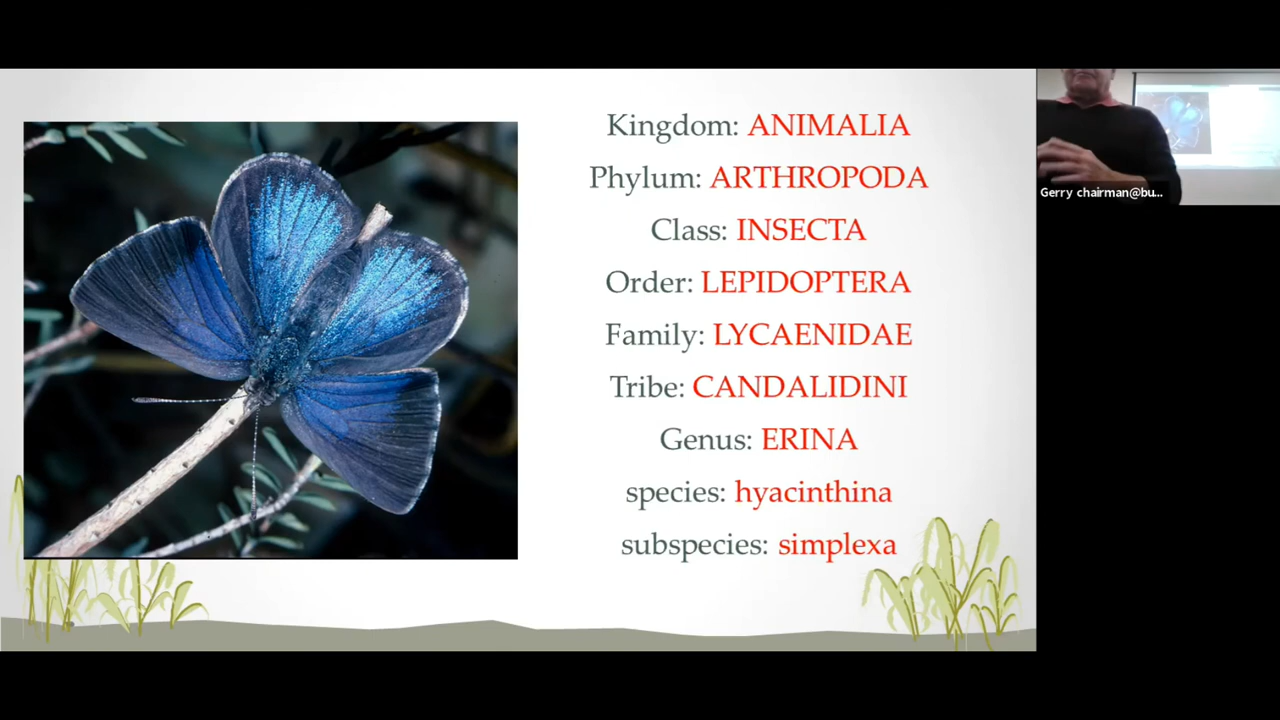 Kingdom: ANIMALIA
Phylum: ARTHROPODA
Class: INSECTA
Order: LEPIDOPTERA
Family: LYCAENIDAE
Tribe: CANDALIDINI
Genus: ERINA
species: hyacinthina
subspecies: simplexa
Gerry chairman@bu...